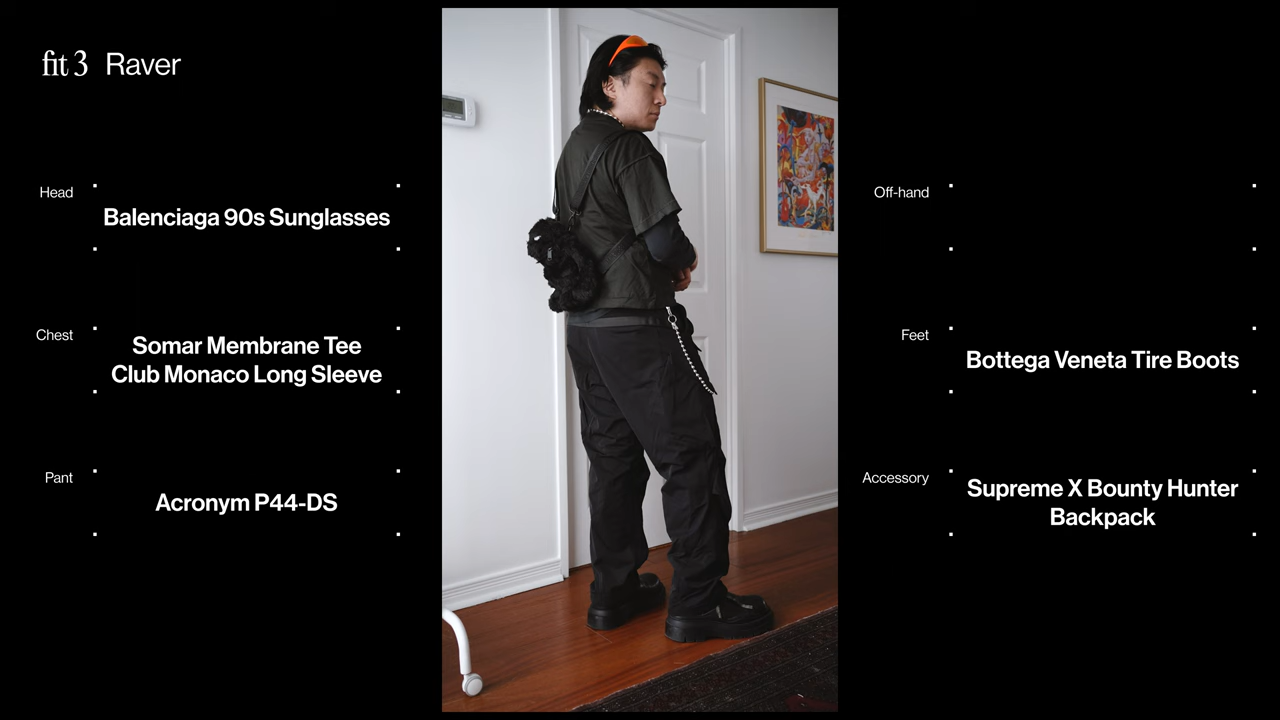 fit 3 Raver
Head
Balenciaga 90s Sunglasses
Chest
Somar Membrane Tee
Club Monaco Long Sleeve
Pant
Acronym P44-DS
Off-hand
Feet
Bottega Veneta Tire Boots
Accessory
Supreme X Bounty Hunter
Backpack